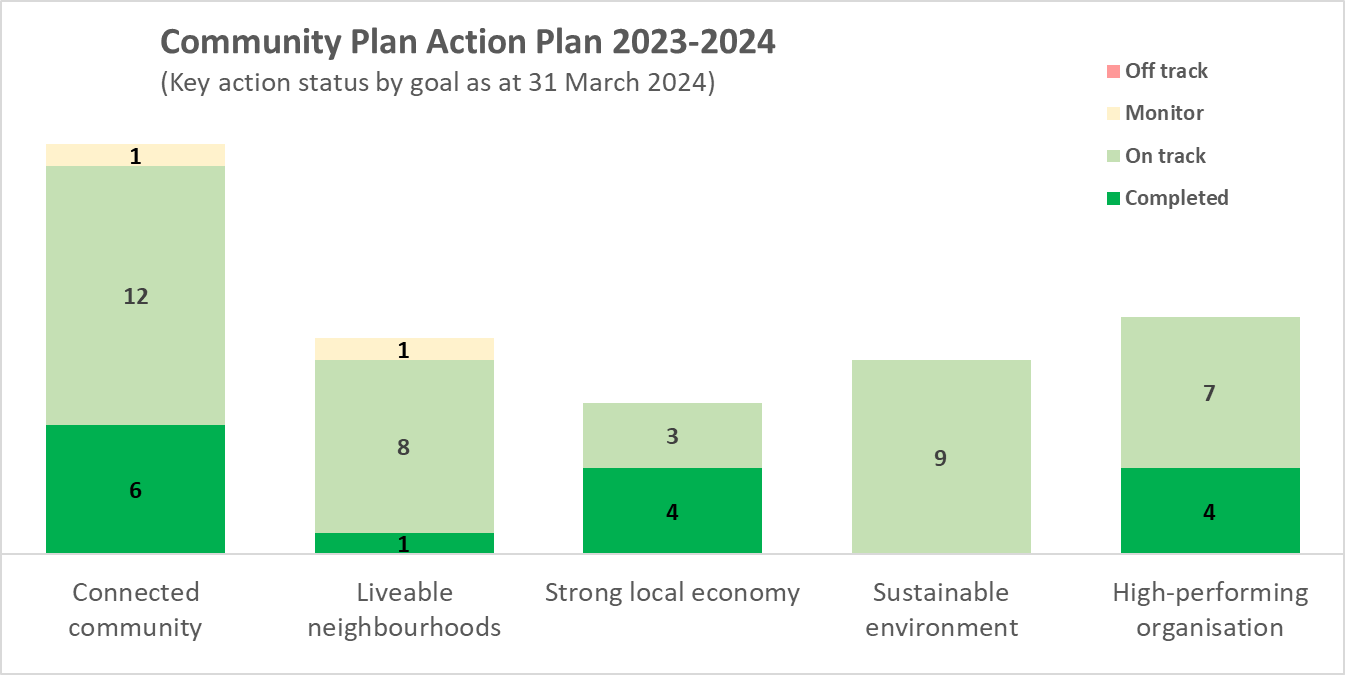 Community Plan Action Plan 2023-2024
(Key action status by goal as at 31 March 2024)
Off track
Monitor
On track
Completed
1
12
6
1
8
1
3
4
9
7
4
Connected
community
Liveable
neighbourhoods
Strong local economy
Sustainable
environment
High-performing
organisation